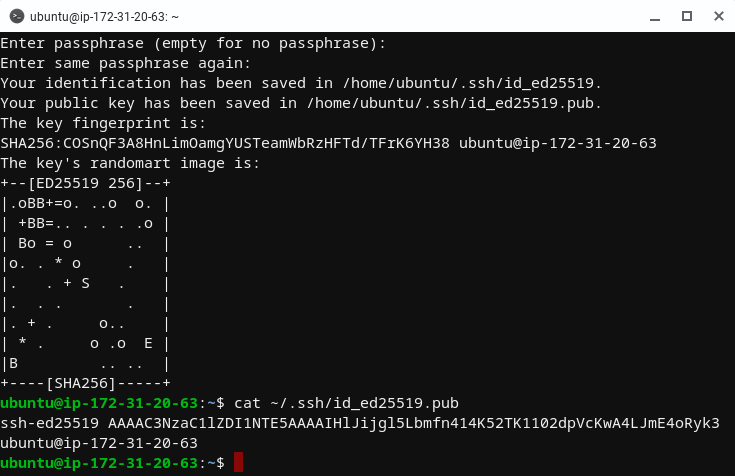 ubuntu@ip-172-31-20-63: ~
Enter passphrase (empty for no passphrase):
Enter same passphrase again:
Your identification has been saved in /home/ubuntu/.ssh/id_ed25519.
Your public key has been saved in /home/ubuntu/.ssh/id_ed25519.pub.
The key fingerprint is:
SHA256:COSnQF3A8HnLimOamgYUSTeamWbRzHFTd/TFrK6YH38 ubuntu@ip-172-31-20-63
The key's randomart image is:
+--[ED25519 256]--+
|.oBB+=o. ..o  o. |
| +BB=.. . . . .o |
| Bo = o      ..  |
|o. . * o     .   |
|.   . + S   .    |
|.  . .       .   |
|. + .     o..    |
| * .     o .o  E |
|B         .. ..  |
+----[SHA256]-----+
ubuntu@ip-172-31-20-63:~$ cat ~/.ssh/id_ed25519.pub
ssh-ed25519 AAAAC3NzaC1lZDI1NTE5AAAAIHlJijgl5Lbmfn414K52TK1102dpVcKwA4LJmE4oRyk3
ubuntu@ip-172-31-20-63
ubuntu@ip-172-31-20-63:~$